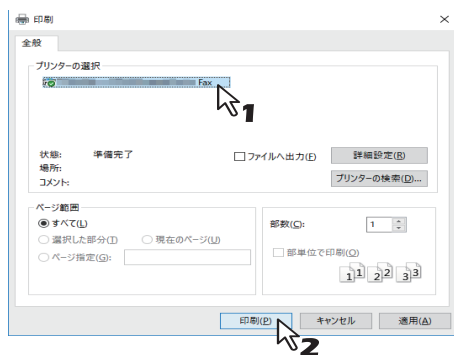 印刷
全般
プリンターの選択
Fax
1
状態: 準備完了
ファイルへ出力(F) 詳細設定(R)
場所:
コメント:
プリンターの検索(D)...
ページ範囲
すべて(L)
選択した部分(T) 現在のページ(U)
ページ指定(G):
部数(C): 1
部単位で印刷(O)
1 1 2 2 3 3
印刷(P) キャンセル 適用(A)
2